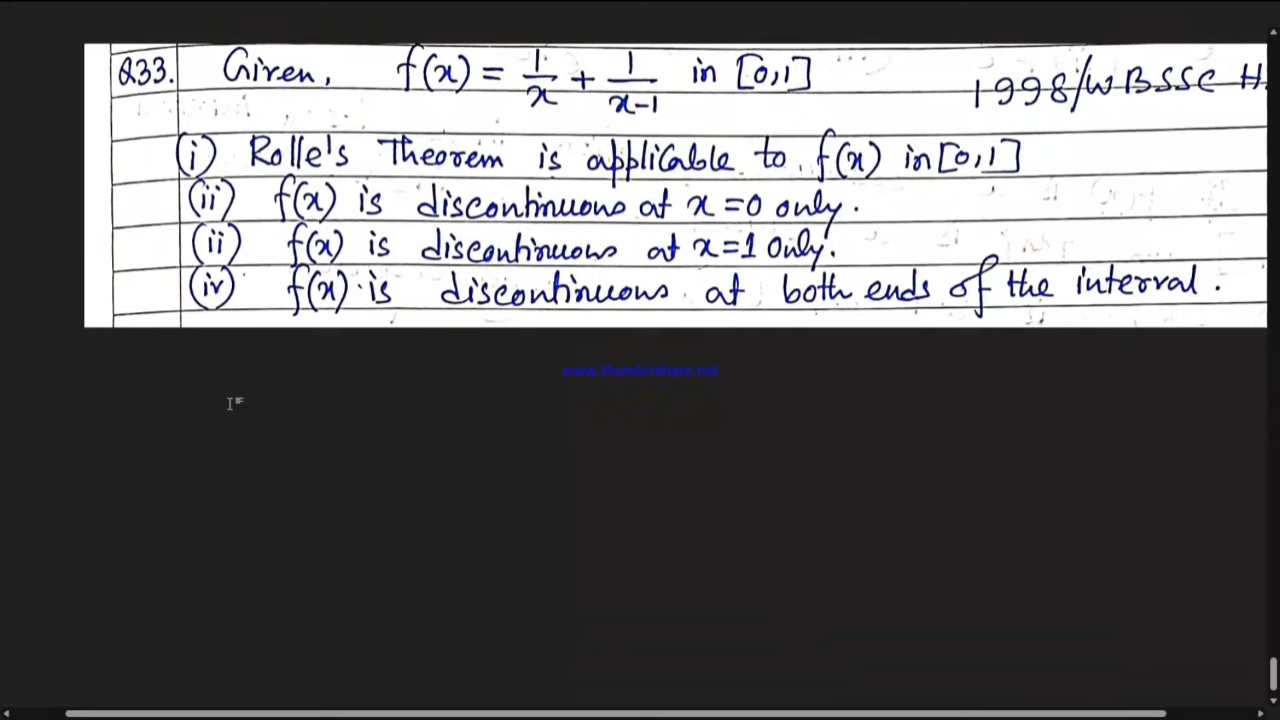 Q33. Given, f(x) = 1/x + 1/(x-1) in [0,1] 1998/WBSSC H.
(i) Rolle's Theorem is applicable to f(x) in [0,1]
(ii) f(x) is discontinuous at x=0 only.
(ii) f(x) is discontinuous at x=1 only.
(iv) f(x) is discontinuous at both ends of the interval.
www.thundershare.net